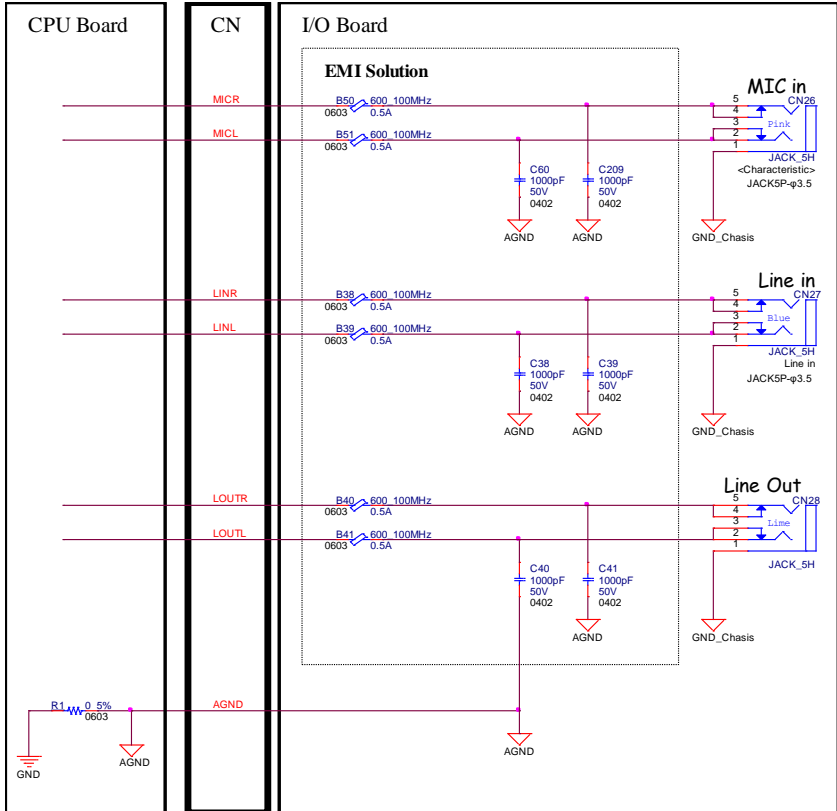 CPU Board
CN
I/O Board
EMI Solution
MIC in
MICR
B50 600_100MHz
0603 0.5A
5 CN26
4
3 Pink
2
1
MICL
B51 600_100MHz
0603 0.5A
JACK_5H
<Characteristic>
JACK5P-φ3.5
C60
1000pF
50V
0402
C209
1000pF
50V
0402
AGND
AGND
GND_Chasis
Line in
LINR
B38 600_100MHz
0603 0.5A
5 CN27
4
3 Blue
2
1
LINL
B39 600_100MHz
0603 0.5A
JACK_5H
Line in
JACK5P-φ3.5
C38
1000pF
50V
0402
C39
1000pF
50V
0402
AGND
AGND
GND_Chasis
Line Out
LOUTR
B40 600_100MHz
0603 0.5A
5 CN28
4
3 Lime
2
1
LOUTL
B41 600_100MHz
0603 0.5A
JACK_5H
C40
1000pF
50V
0402
C41
1000pF
50V
0402
AGND
GND_Chasis
R1 0 5%
0603
AGND
AGND
AGND
GND